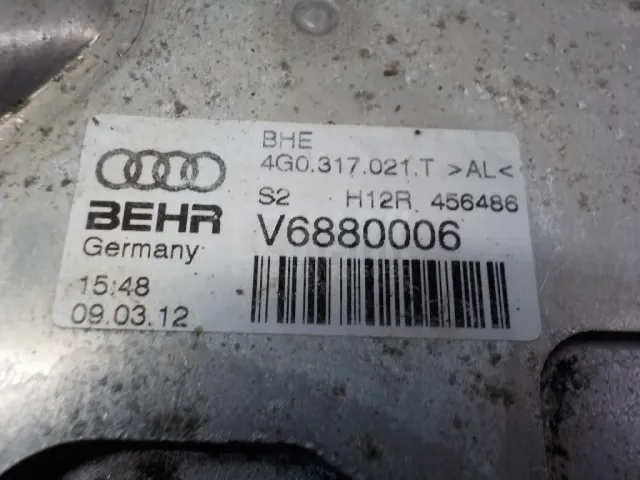 BHE
4G0.317.021.T >AL<
S2 H12R 456486
BEHR V6880006
Germany
15:48
09.03.12